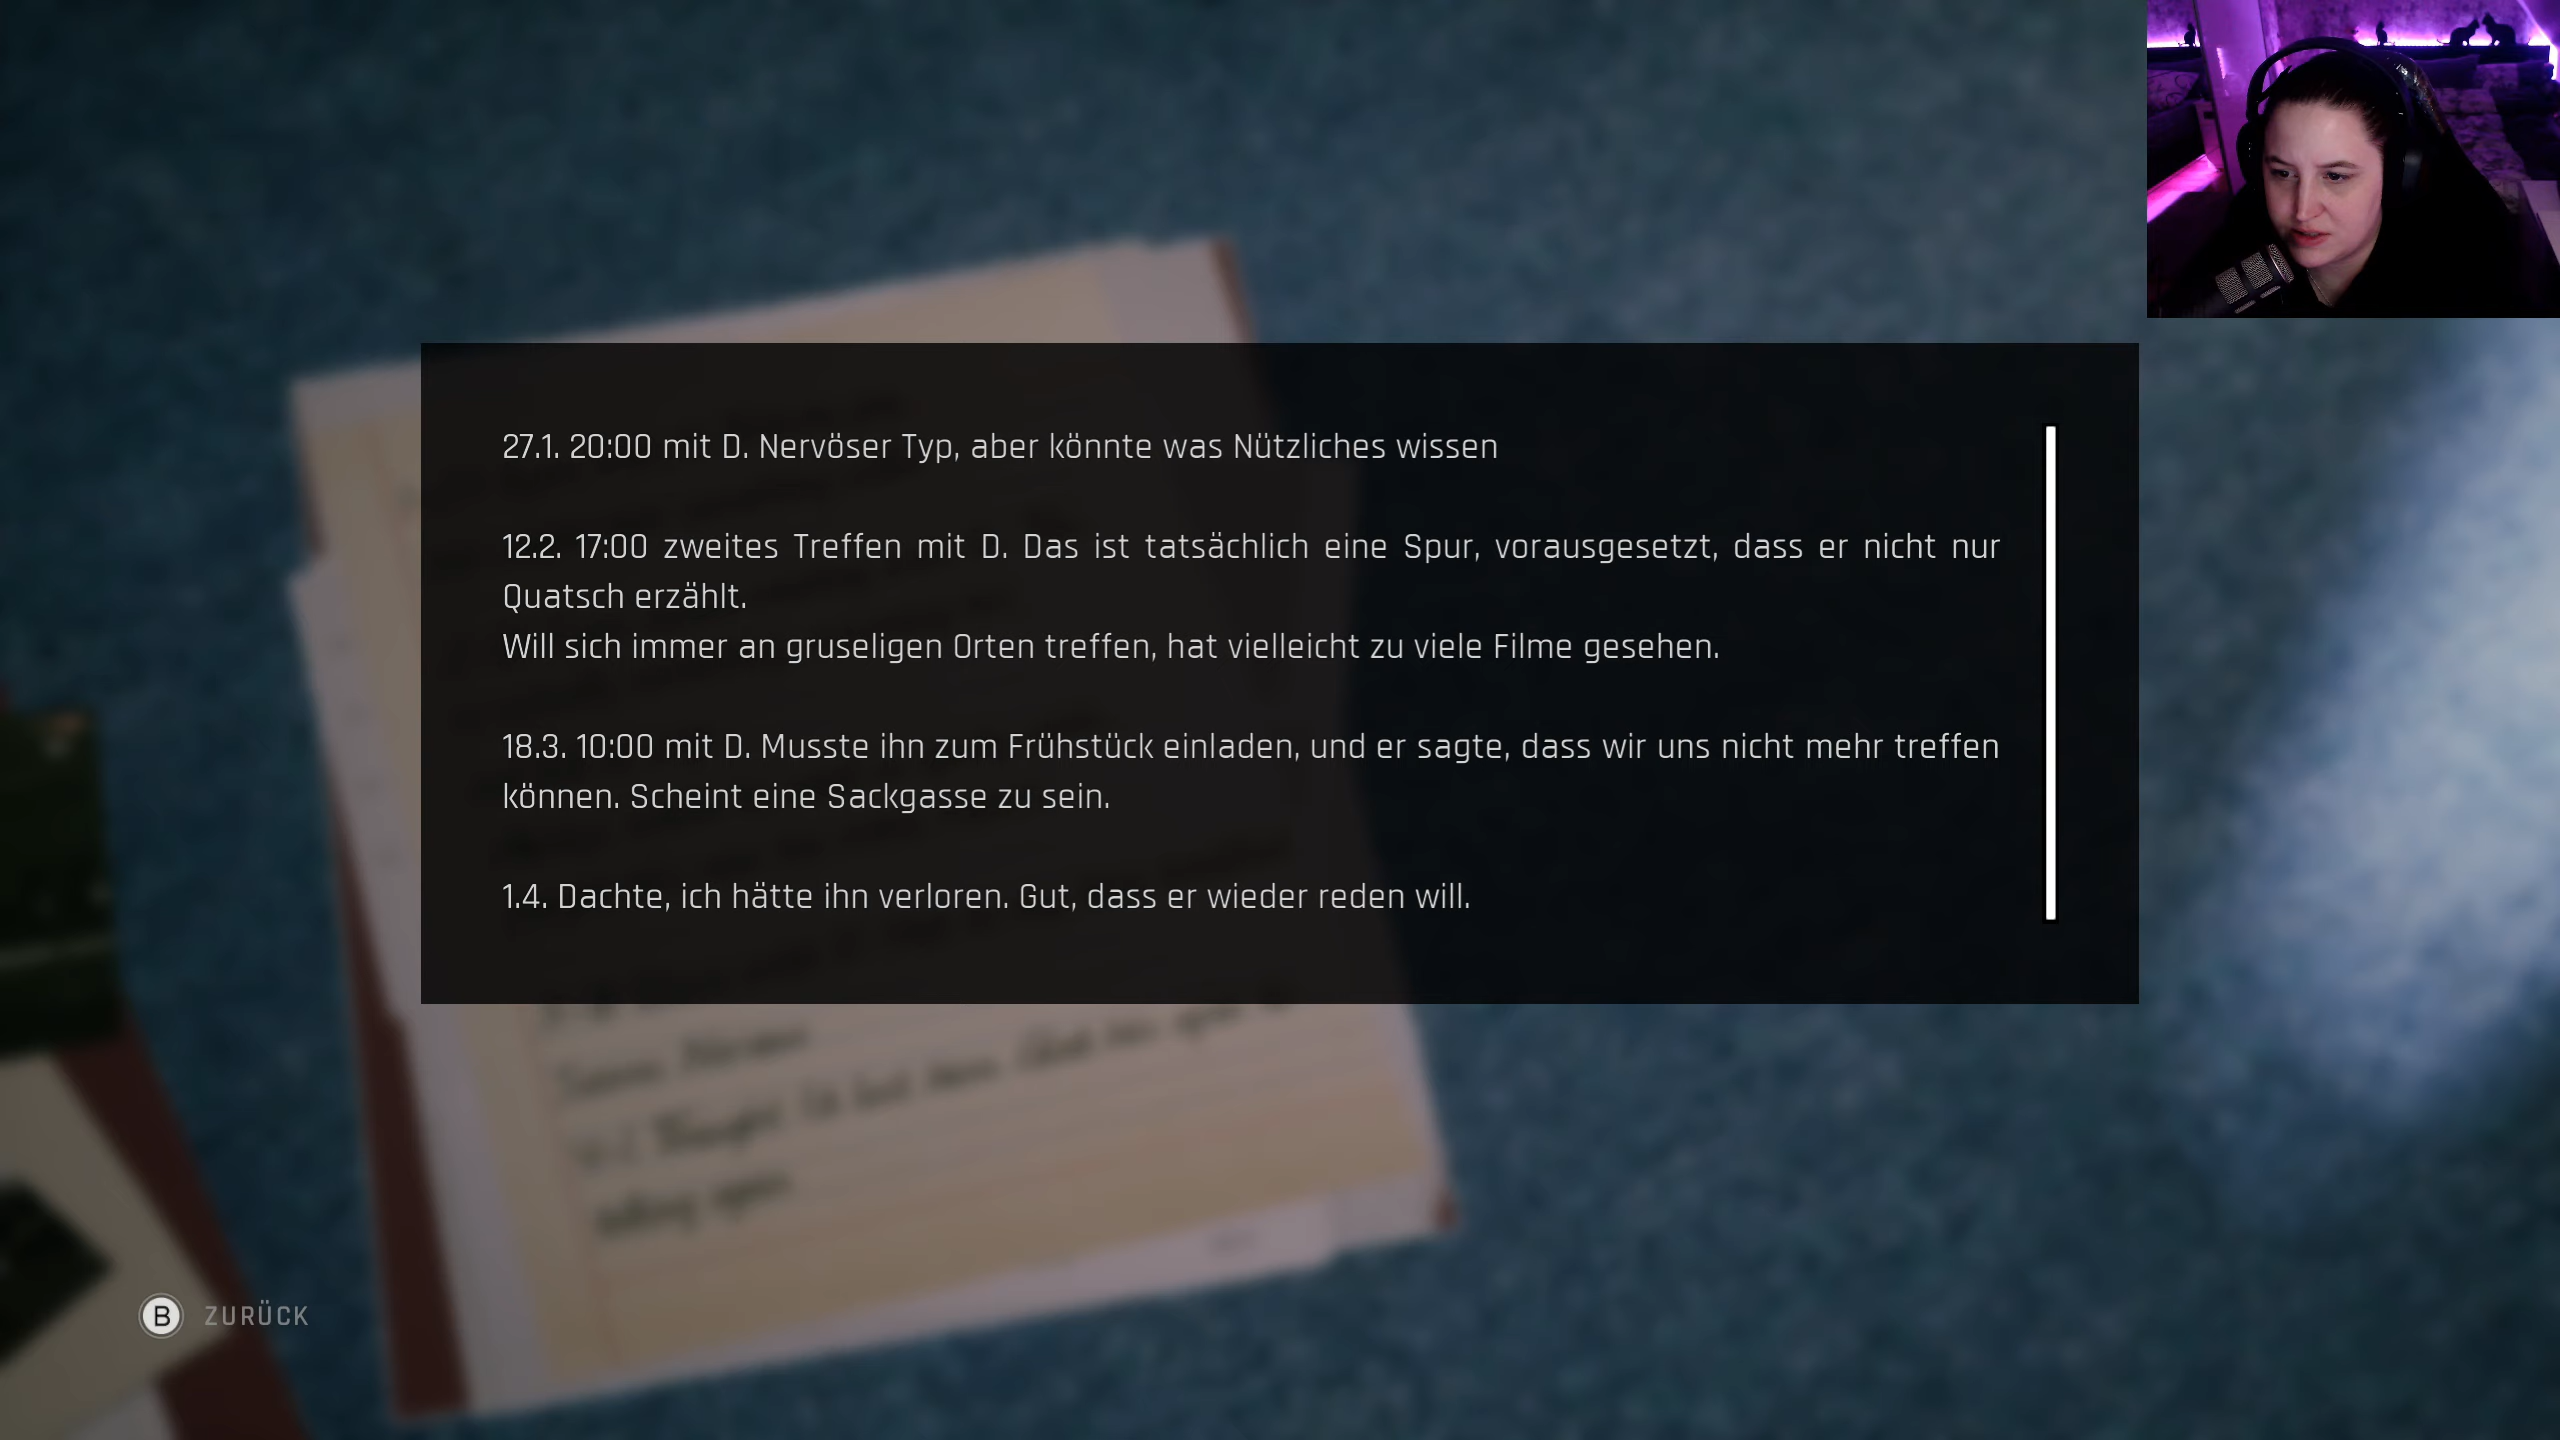 27.1. 20:00 mit D. Nervöser Typ, aber könnte was Nützliches wissen
12.2. 17:00 zweites Treffen mit D. Das ist tatsächlich eine Spur, vorausgesetzt, dass er nicht nur
Quatsch erzählt.
Will sich immer an gruseligen Orten treffen, hat vielleicht zu viele Filme gesehen.
18.3. 10:00 mit D. Musste ihn zum Frühstück einladen, und er sagte, dass wir uns nicht mehr treffen
können. Scheint eine Sackgasse zu sein.
1.4. Dachte, ich hätte ihn verloren. Gut, dass er wieder reden will.
talking again
B ZURÜCK